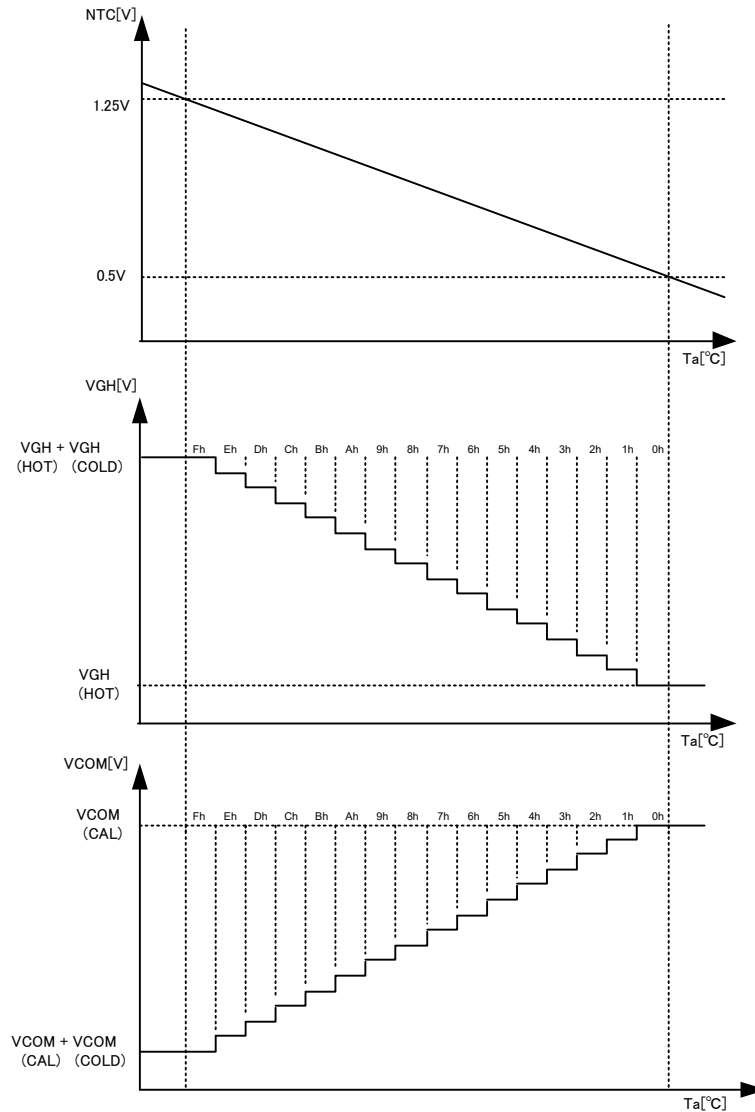 NTC[V]
1.25V
0.5V
Ta[℃]
VGH[V]
VGH + VGH
(HOT) (COLD)
Fh Eh Dh Ch Bh Ah 9h 8h 7h 6h 5h 4h 3h 2h 1h 0h
VGH
(HOT)
Ta[℃]
VCOM[V]
VCOM
(CAL)
Fh Eh Dh Ch Bh Ah 9h 8h 7h 6h 5h 4h 3h 2h 1h 0h
VCOM + VCOM
(CAL) (COLD)
Ta[℃]